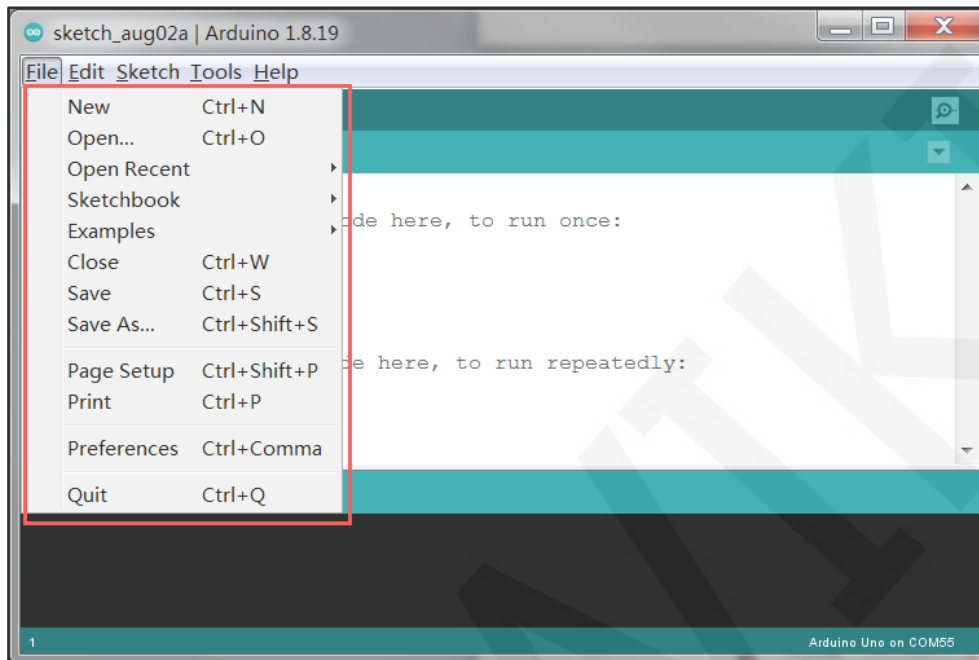 sketch_aug02a | Arduino 1.8.19
File Edit Sketch Tools Help
New Ctrl+N
Open... Ctrl+O
Open Recent
Sketchbook
Examples
Close Ctrl+W
Save Ctrl+S
Save As... Ctrl+Shift+S
Page Setup Ctrl+Shift+P
Print Ctrl+P
Preferences Ctrl+Comma
Quit Ctrl+Q
code here, to run once:
de here, to run repeatedly:
1 Arduino Uno on COM55